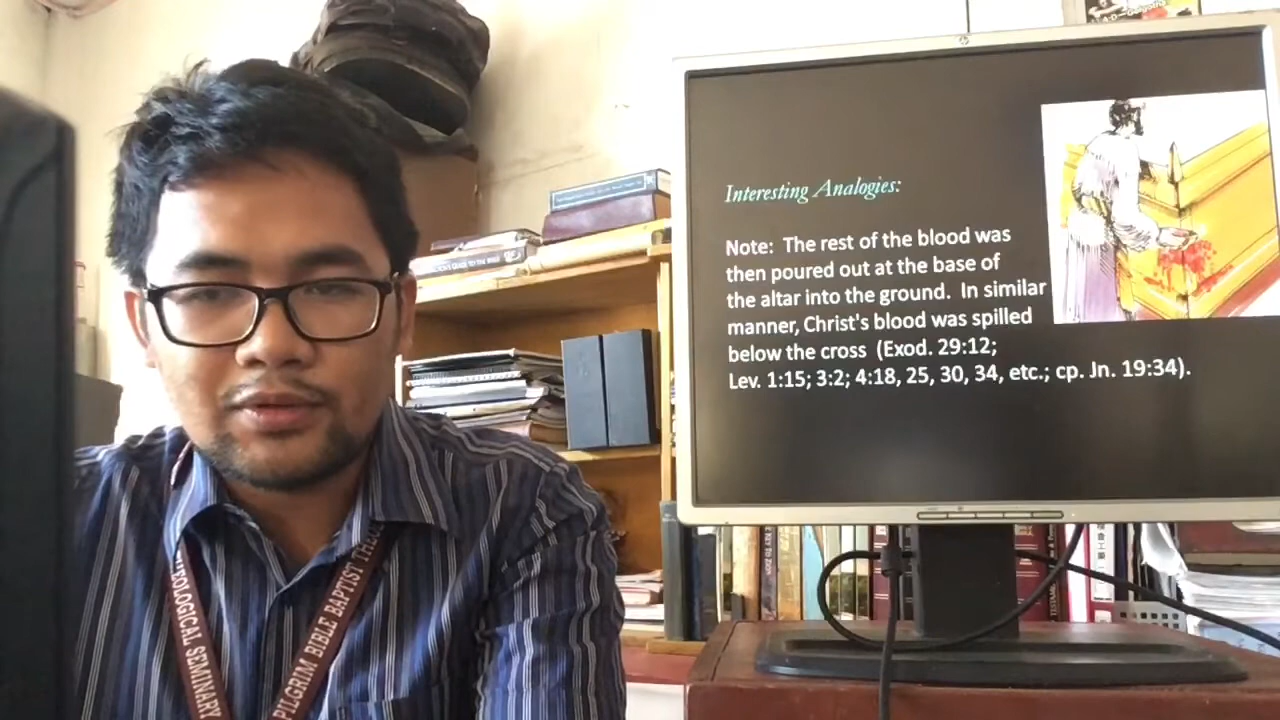 Interesting Analogies:
Note: The rest of the blood was
then poured out at the base of
the altar into the ground. In similar
manner, Christ's blood was spilled
below the cross (Exod. 29:12;
Lev. 1:15; 3:2; 4:18, 25, 30, 34, etc.; cp. Jn. 19:34).
EOLOGICAL SEMINARY
PILGRIM BIBLE BAPTIST THEO